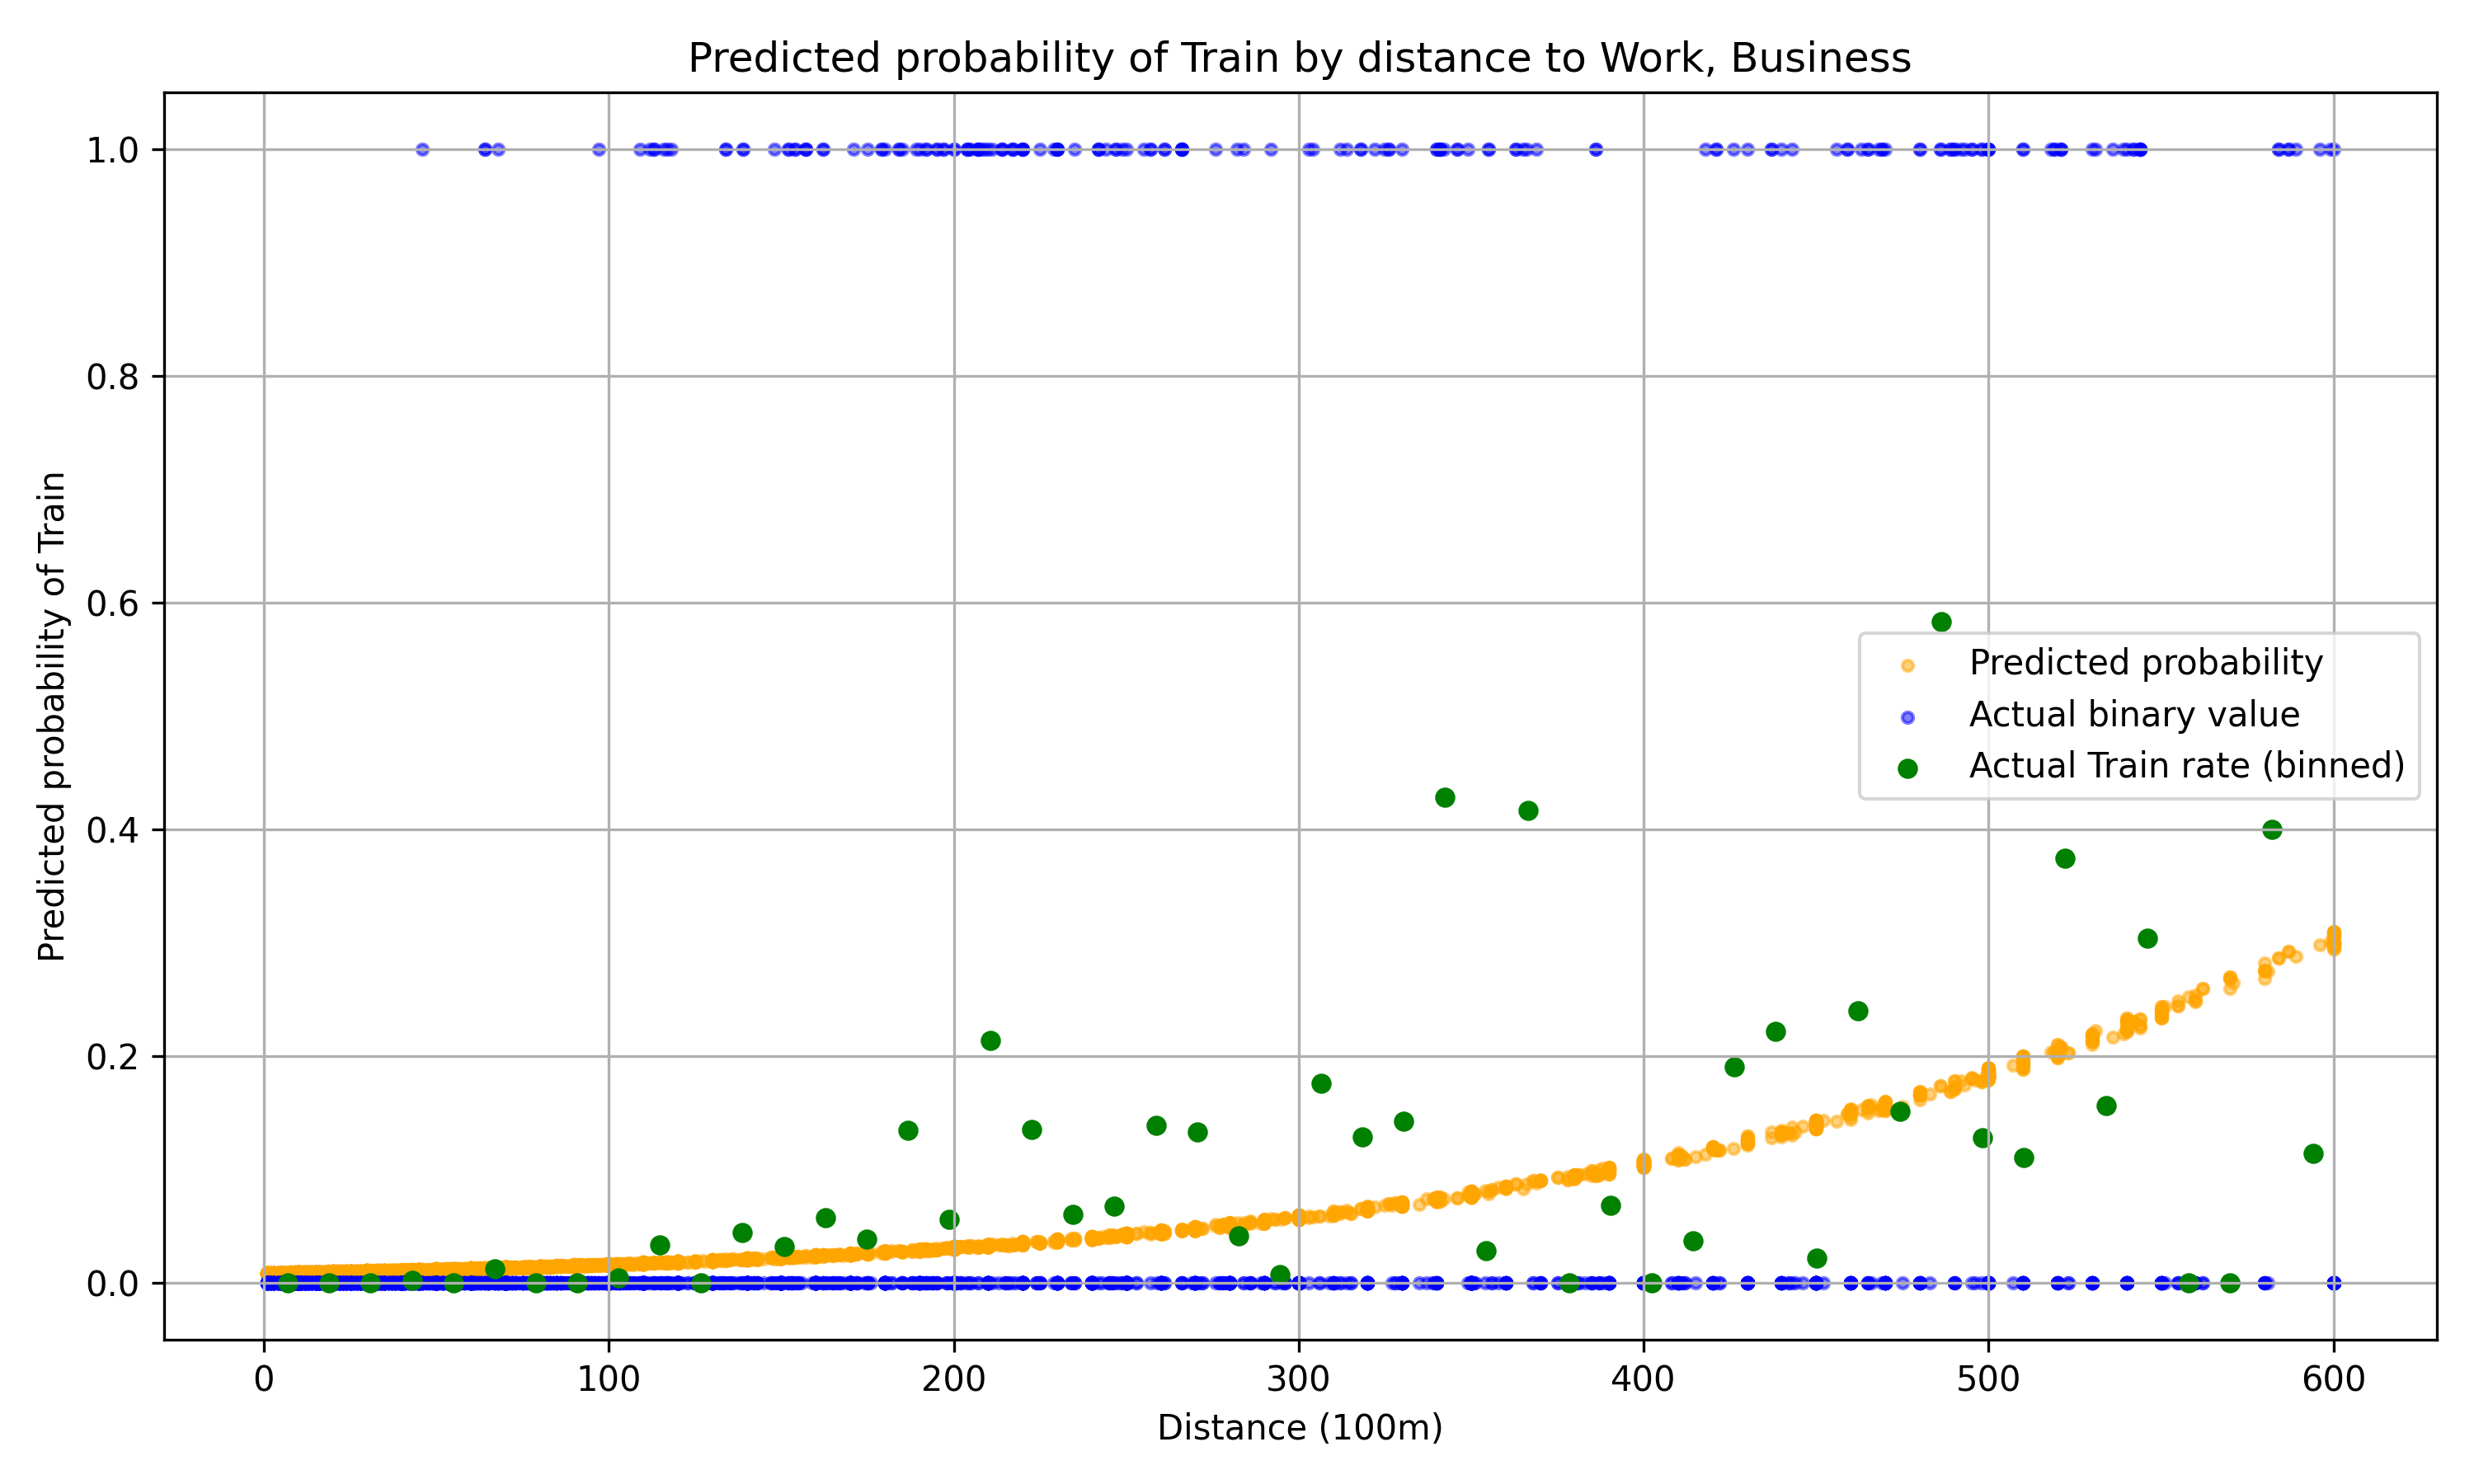 Predicted probability of Train by distance to Work, Business
Predicted probability of Train
1.0
0.8
0.6
0.4
0.2
0.0
Predicted probability
Actual binary value
Actual Train rate (binned)
0 100 200 300 400 500 600
Distance (100m)